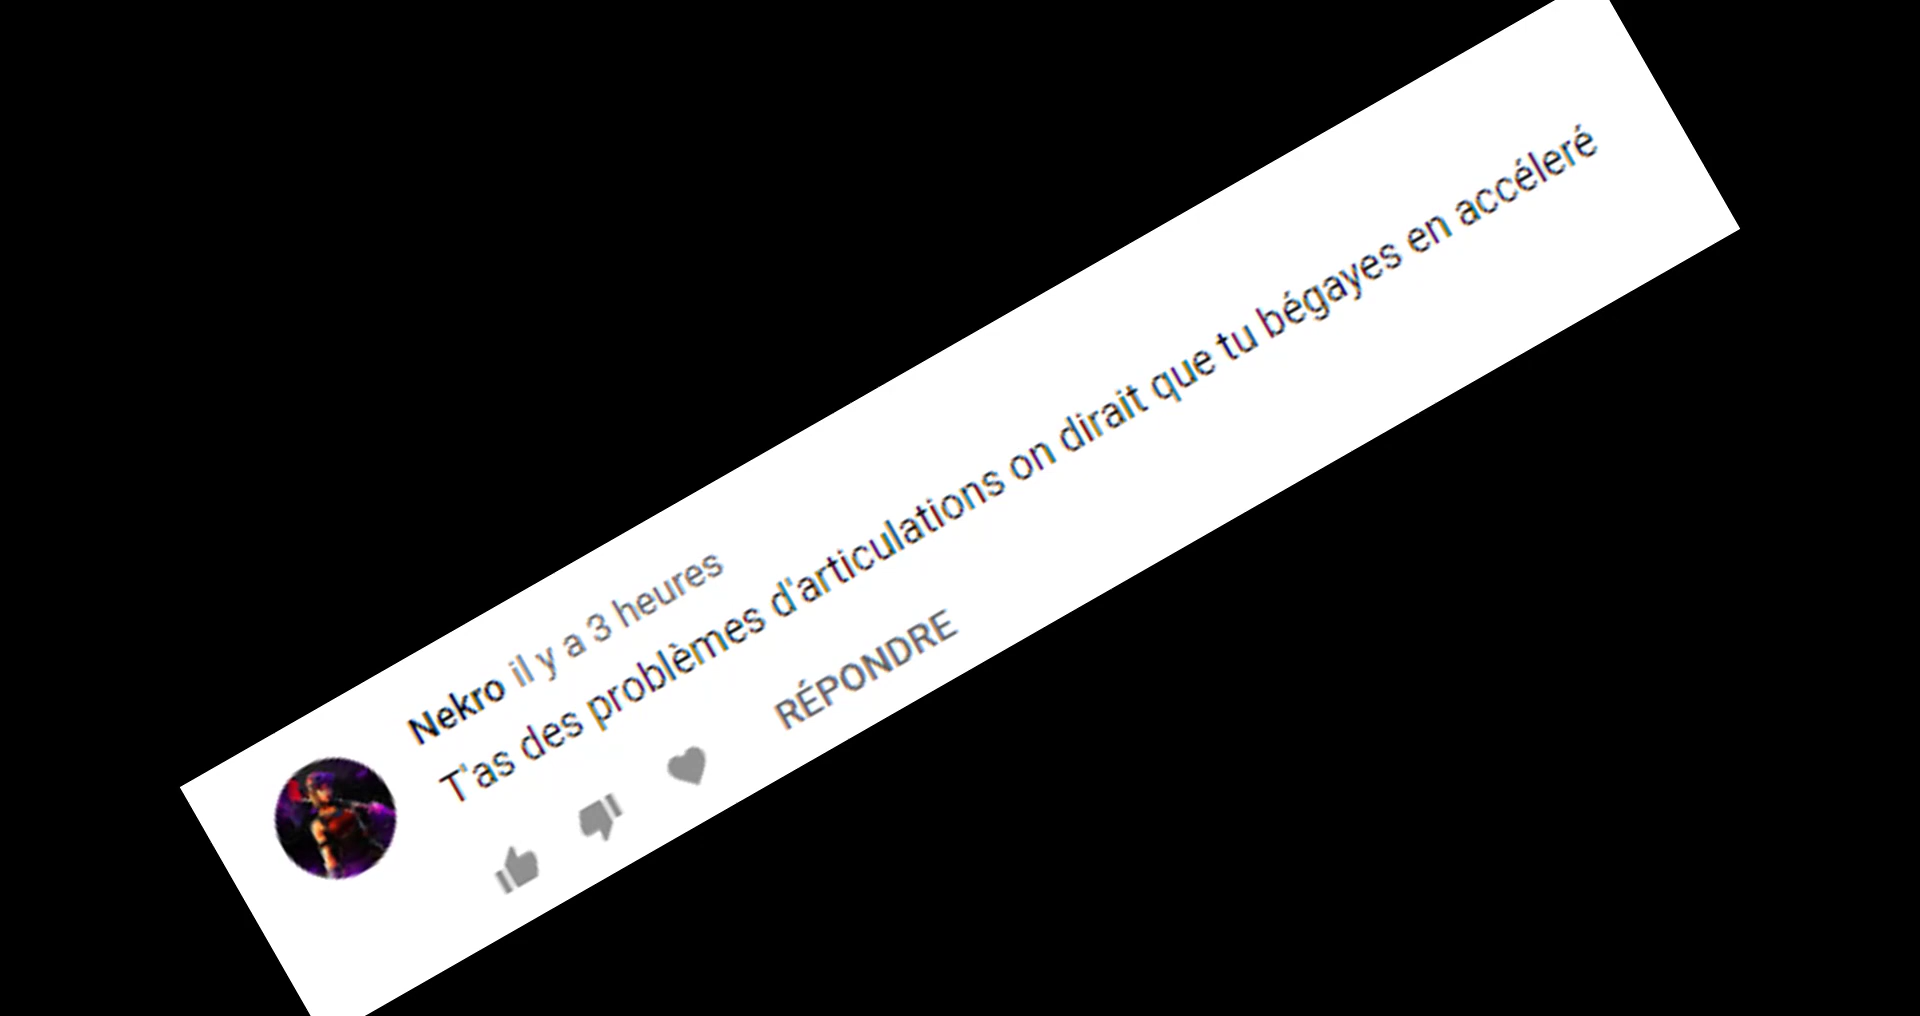 Nekro il y a 3 heures
T'as des problèmes d'articulations on dirait que tu bégayes en accéleré
RÉPONDRE